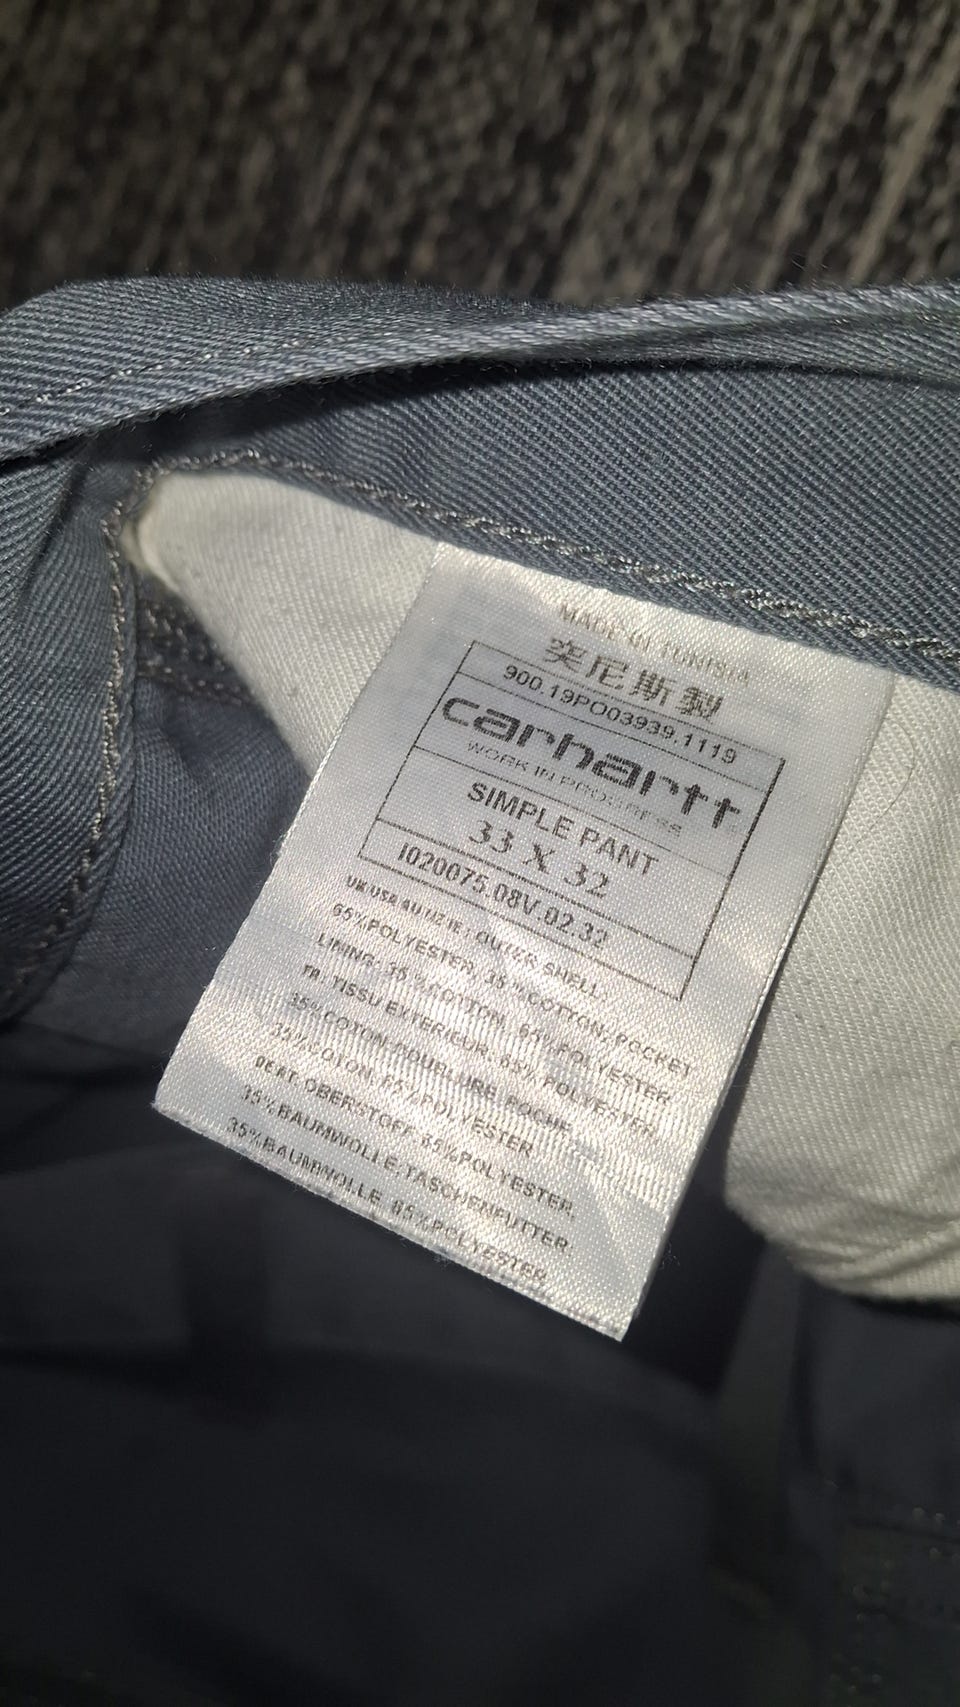 MADE IN TUNISIA
突尼斯製
900.19PO03939.1119
carhartt
WORK IN PROGRESS
SIMPLE PANT
33 X 32
I020075.08V.02.32
UK USA AU NZ IE: OUTER SHELL:
65%POLYESTER, 35%COTTON;POCKET
LINING: 35%COTTON, 65%POLYESTER
FR: TISSU EXTERIEUR: 65%POLYESTER,
35%COTON;DOUBLURE POCHE:
35%COTON, 65%POLYESTER
DE AT: OBERSTOFF: 65%POLYESTER,
35%BAUMWOLLE;TASCHENFUTTER:
35%BAUMWOLLE, 65%POLYESTER